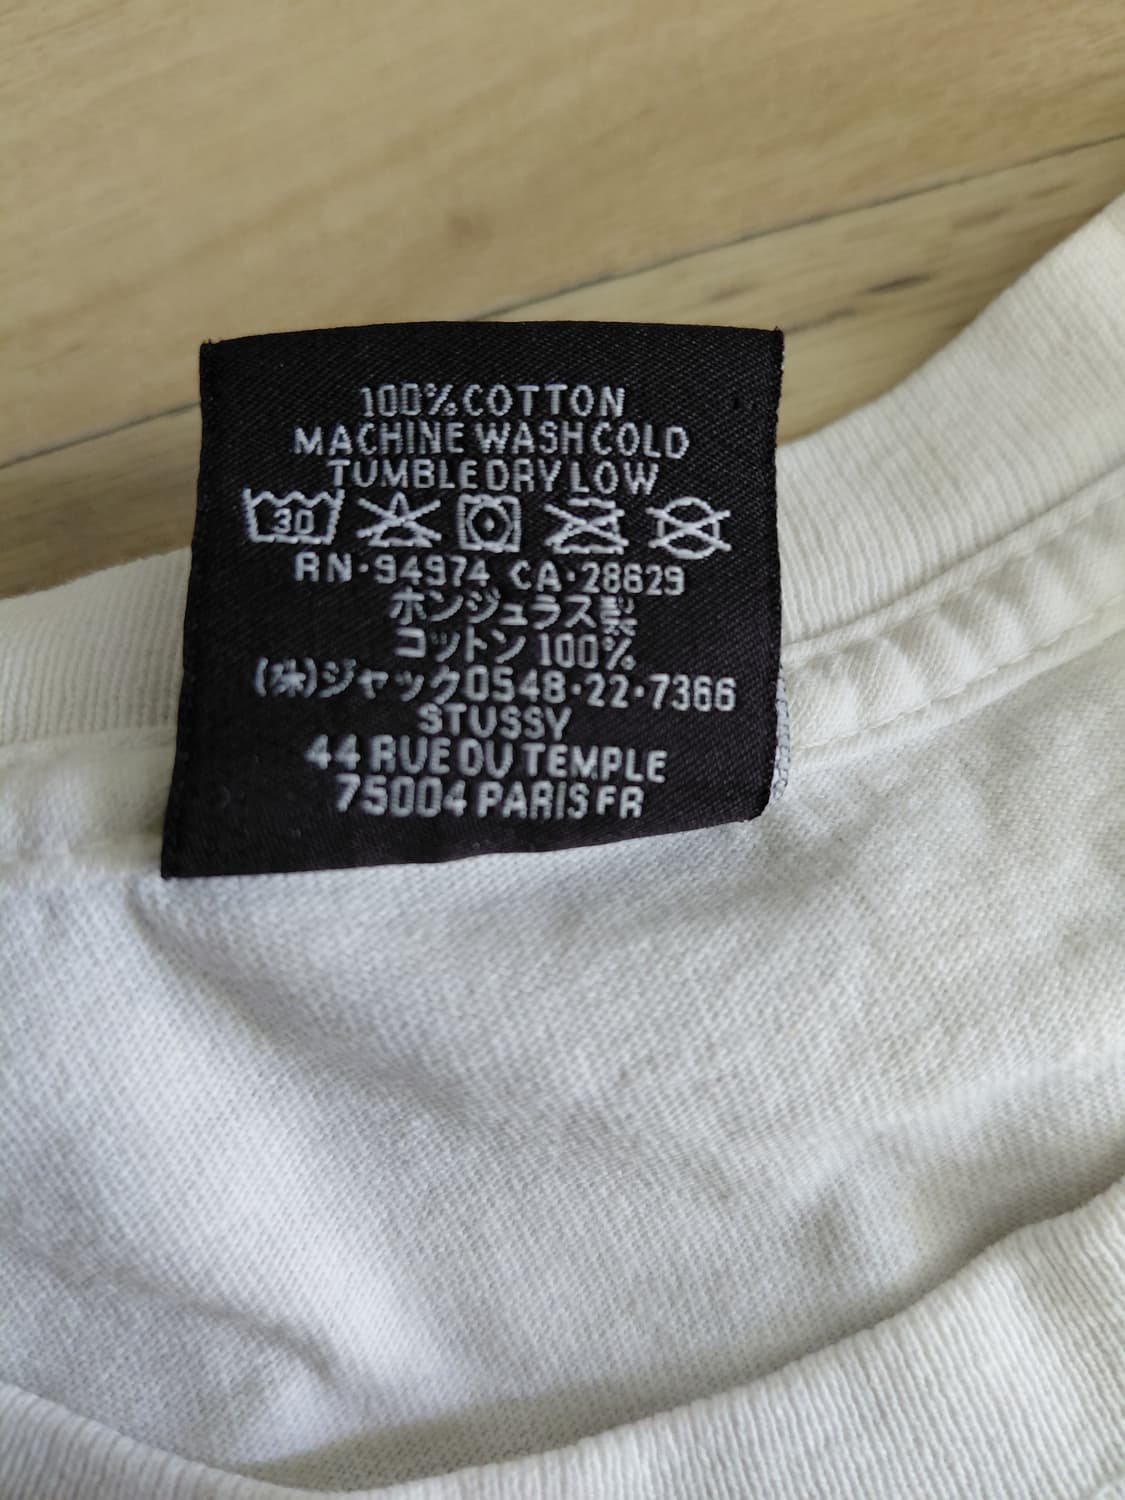 100% COTTON
MACHINE WASH COLD
TUMBLE DRY LOW
30
RN·94974 CA·28629
ホンジュラス製
コットン 100%
(株)ジャック0548·22·7366
STUSSY
44 RUE DU TEMPLE
75004 PARIS FR